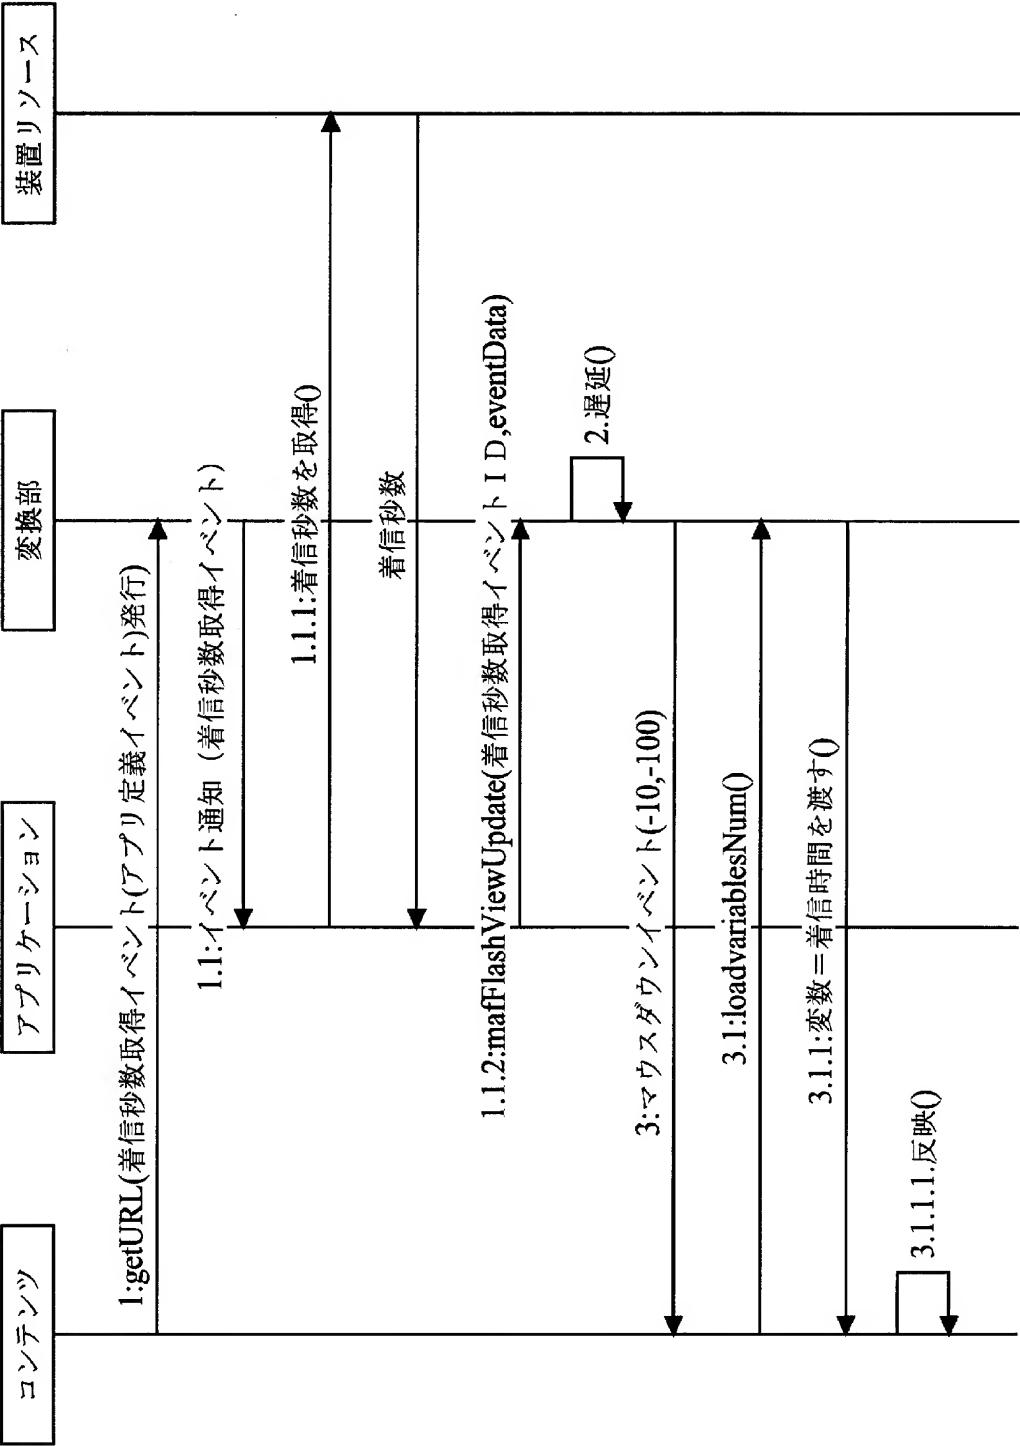 コンテンツ
アプリケーション
変換部
装置リソース
1:getURL(着信秒数取得イベント(アプリ定義イベント)発行)
1.1:イベント通知（着信秒数取得イベント）
1.1.1:着信秒数を取得()
着信秒数
1.1.2:mafFlashViewUpdate(着信秒数取得イベントＩＤ,eventData)
2.遅延()
3:マウスダウンイベント(-10,-100)
3.1:loadvariablesNum()
3.1.1:変数＝着信時間を渡す()
3.1.1.1.反映()